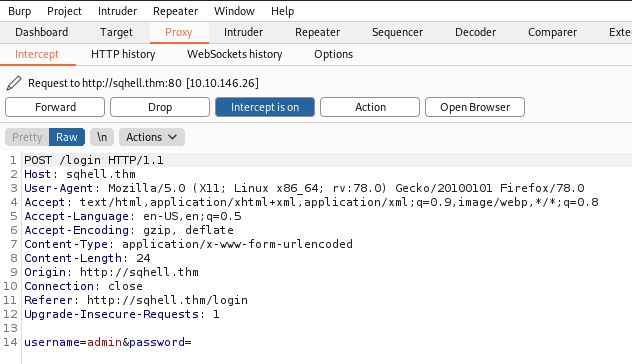 Burp Project Intruder Repeater Window Help
Dashboard Target Proxy Intruder Repeater Sequencer Decoder Comparer Exte
Intercept HTTP history WebSockets history Options
Request to http://sqhell.thm:80 [10.10.146.26]
Forward Drop Intercept is on Action Open Browser
Pretty Raw \n Actions
1 POST /login HTTP/1.1
2 Host: sqhell.thm
3 User-Agent: Mozilla/5.0 (X11; Linux x86_64; rv:78.0) Gecko/20100101 Firefox/78.0
4 Accept: text/html,application/xhtml+xml,application/xml;q=0.9,image/webp,*/*;q=0.8
5 Accept-Language: en-US,en;q=0.5
6 Accept-Encoding: gzip, deflate
7 Content-Type: application/x-www-form-urlencoded
8 Content-Length: 24
9 Origin: http://sqhell.thm
10 Connection: close
11 Referer: http://sqhell.thm/login
12 Upgrade-Insecure-Requests: 1
13
14 username=admin&password=